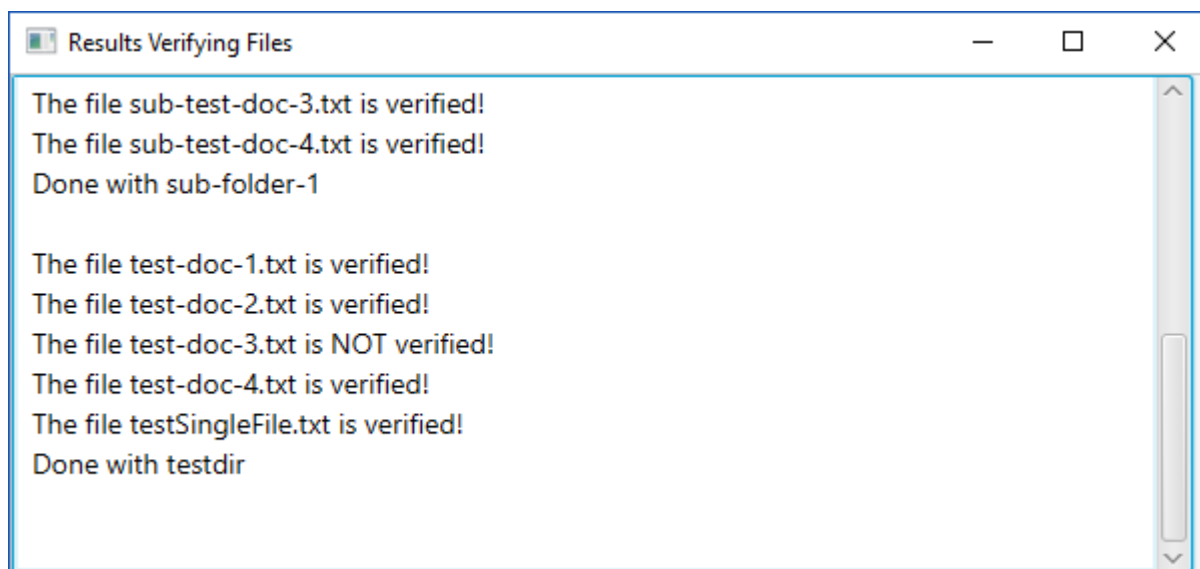 Results Verifying Files
The file sub-test-doc-3.txt is verified!
The file sub-test-doc-4.txt is verified!
Done with sub-folder-1
The file test-doc-1.txt is verified!
The file test-doc-2.txt is verified!
The file test-doc-3.txt is NOT verified!
The file test-doc-4.txt is verified!
The file testSingleFile.txt is verified!
Done with testdir